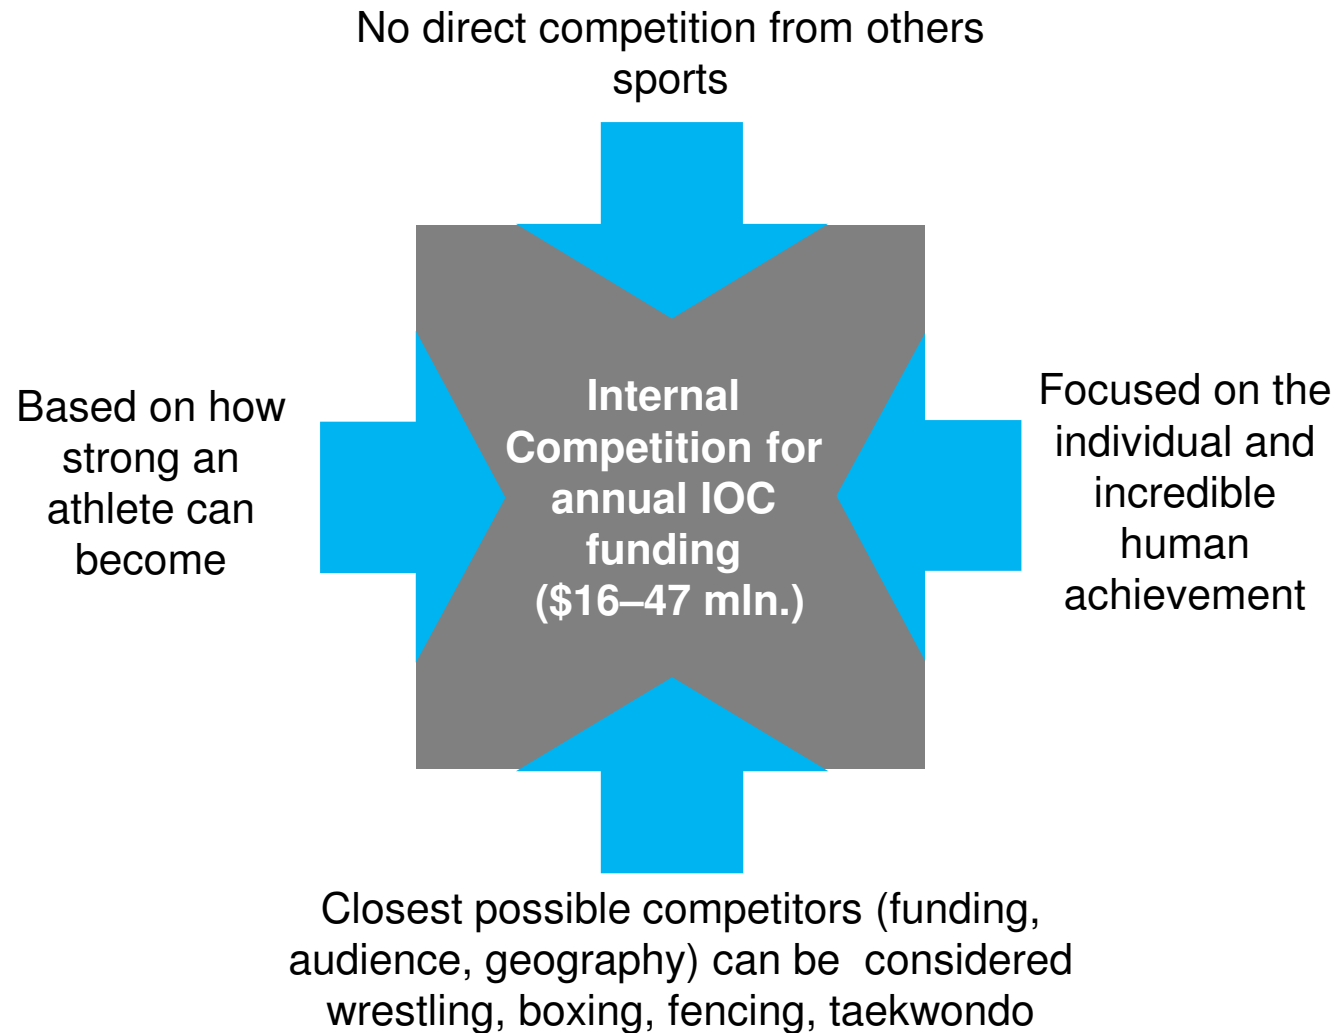 No direct competition from others
sports
Based on how
strong an
athlete can
become
Internal
Competition for
annual IOC
funding
($16–47 mln.)
Focused on the
individual and
incredible
human
achievement
Closest possible competitors (funding,
audience, geography) can be  considered
wrestling, boxing, fencing, taekwondo